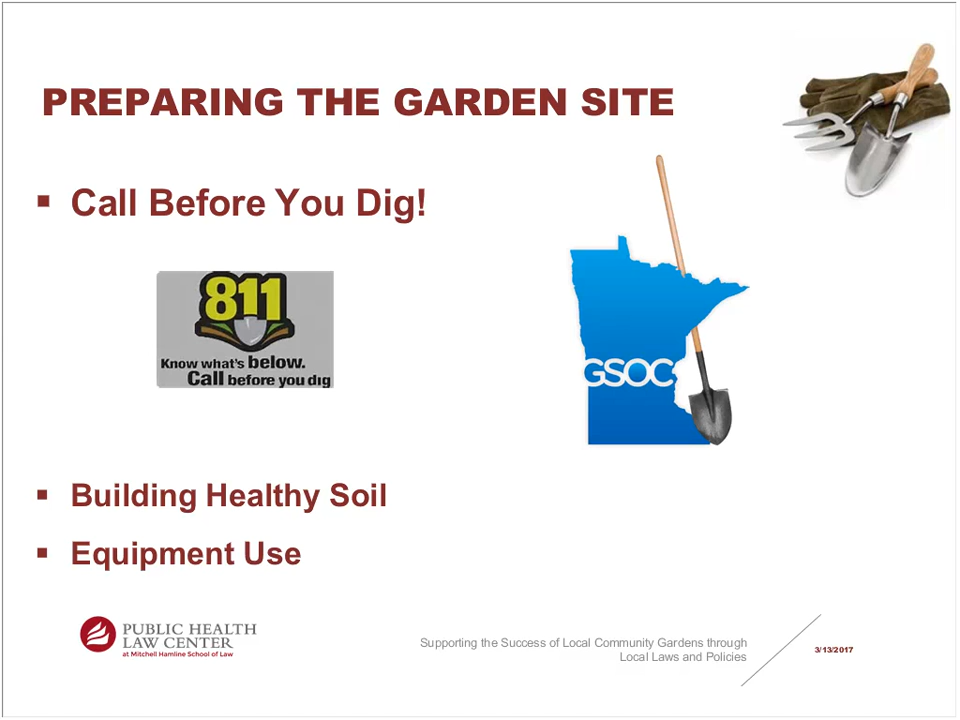 PREPARING THE GARDEN SITE
Call Before You Dig!
811
Know what's below.
Call before you dig
GSOC
Building Healthy Soil
Equipment Use
PUBLIC HEALTH
LAW CENTER
at Mitchell Hamline School of Law
Supporting the Success of Local Community Gardens through
Local Laws and Policies
3/13/2017